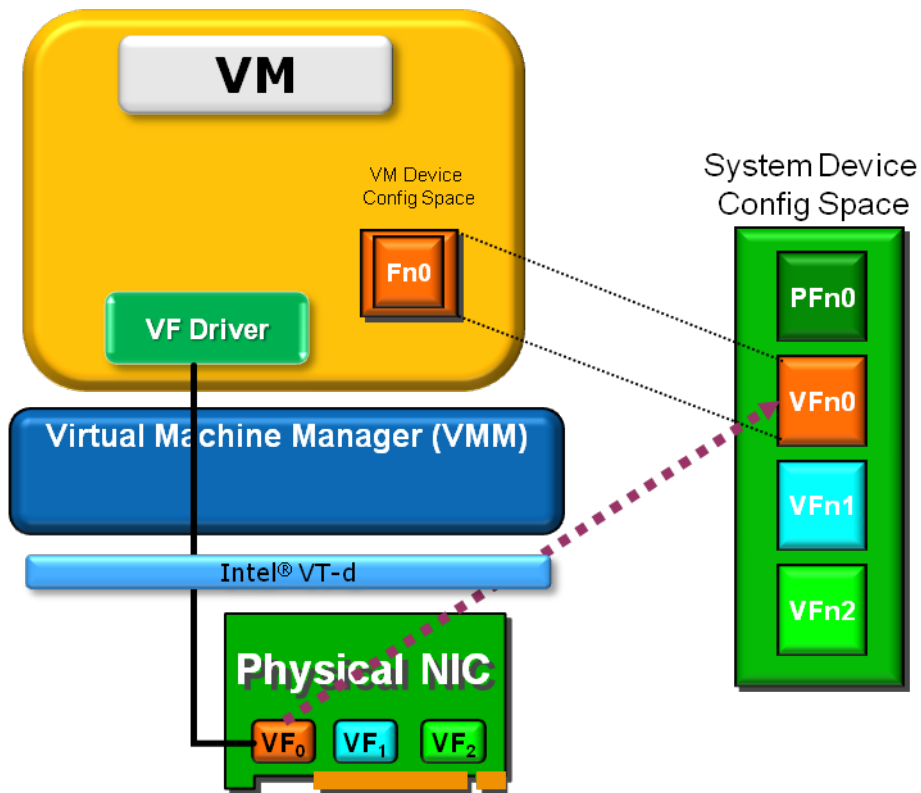 VM
VM Device
Config Space
Fn0
VF Driver
System Device
Config Space
PFn0
VFn0
VFn1
VFn2
Virtual Machine Manager (VMM)
Intel® VT-d
Physical NIC
VF₀ VF₁ VF₂